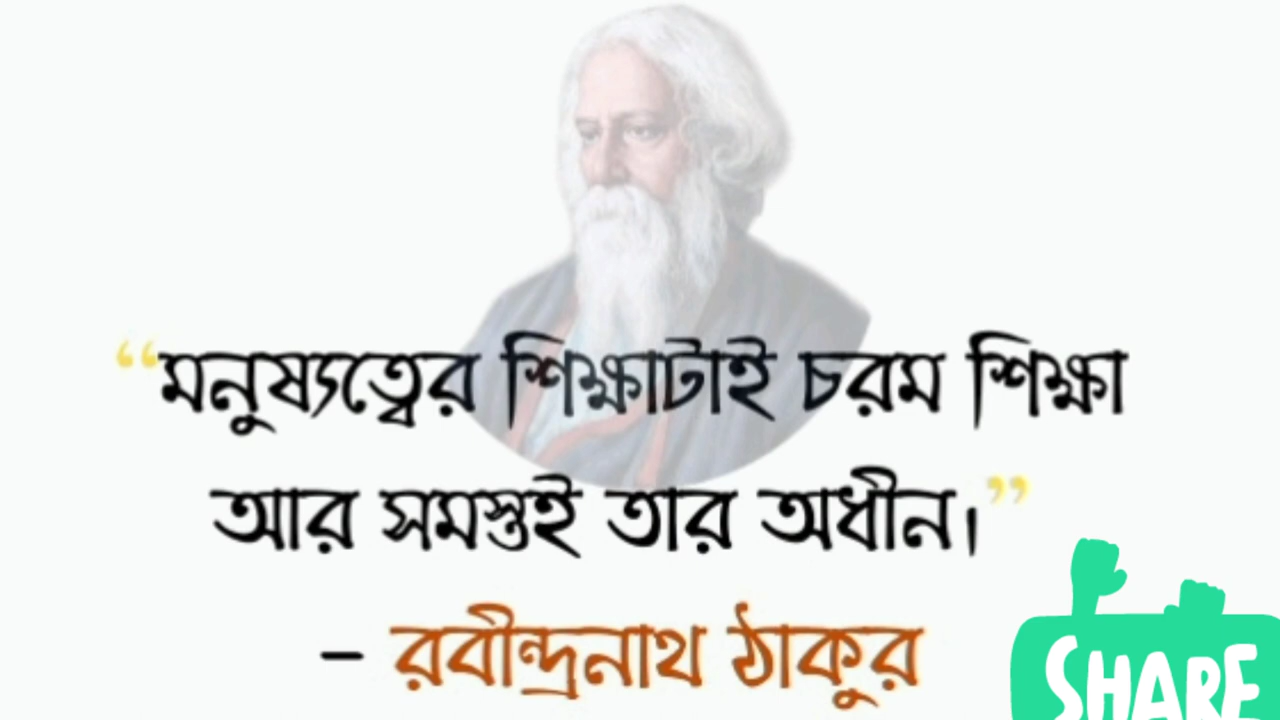 “মনুষ্যত্বের শিক্ষাটাই চরম শিক্ষা
আর সমস্তই তার অধীন।”
– রবীন্দ্রনাথ ঠাকুর
SHARE